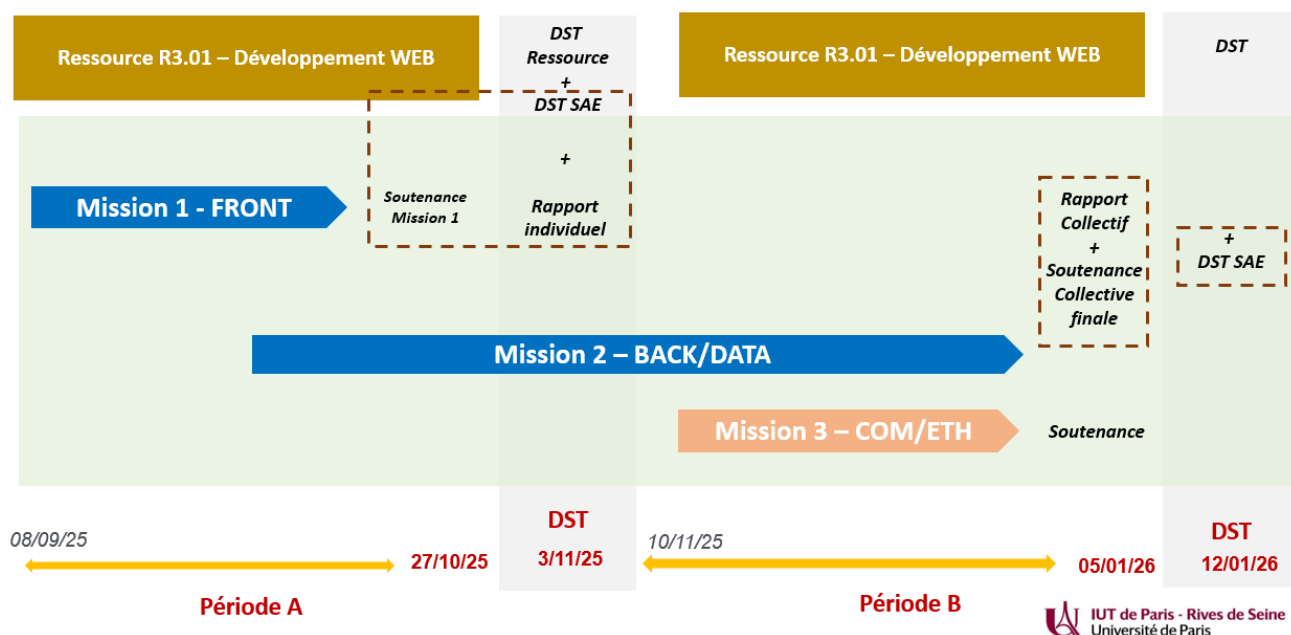 Ressource R3.01 – Développement WEB
DST
Ressource
+
DST SAE
+
Rapport
individuel
Ressource R3.01 – Développement WEB
DST
Mission 1 - FRONT
Soutenance
Mission 1
Rapport
Collectif
+
Soutenance
Collective
finale
+
DST SAE
Mission 2 – BACK/DATA
Mission 3 – COM/ETH
Soutenance
08/09/25
27/10/25
DST
3/11/25
10/11/25
05/01/26
DST
12/01/26
Période A
Période B
IUT de Paris - Rives de Seine
Université de Paris